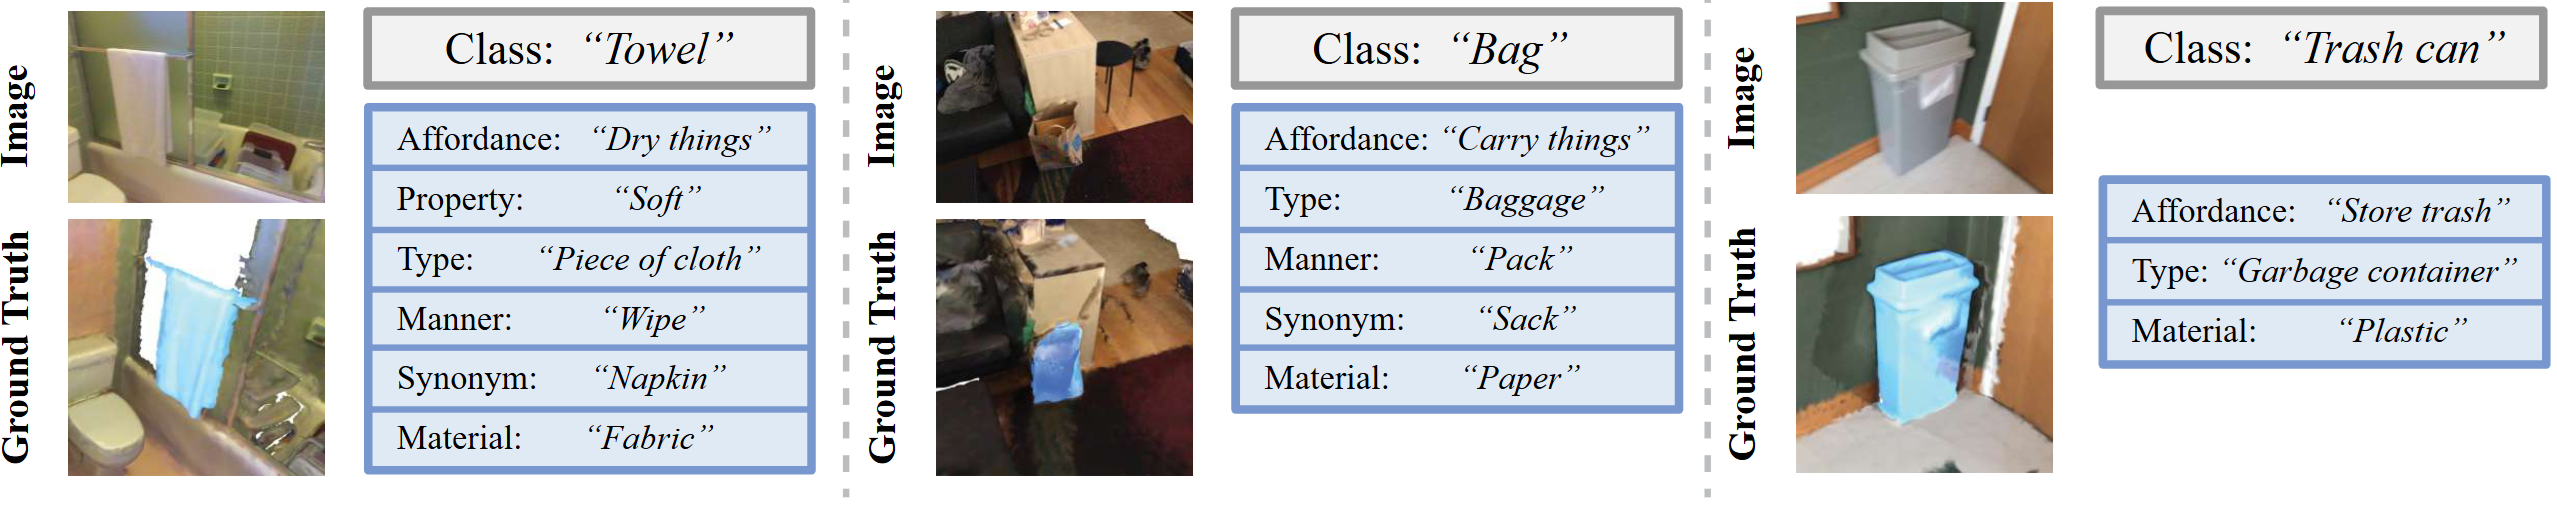 Image
Ground Truth
Class: “Towel”
Affordance: “Dry things”
Property: “Soft”
Type: “Piece of cloth”
Manner: “Wipe”
Synonym: “Napkin”
Material: “Fabric”
Image
Ground Truth
Class: “Bag”
Affordance: “Carry things”
Type: “Baggage”
Manner: “Pack”
Synonym: “Sack”
Material: “Paper”
Image
Ground Truth
Class: “Trash can”
Affordance: “Store trash”
Type: “Garbage container”
Material: “Plastic”